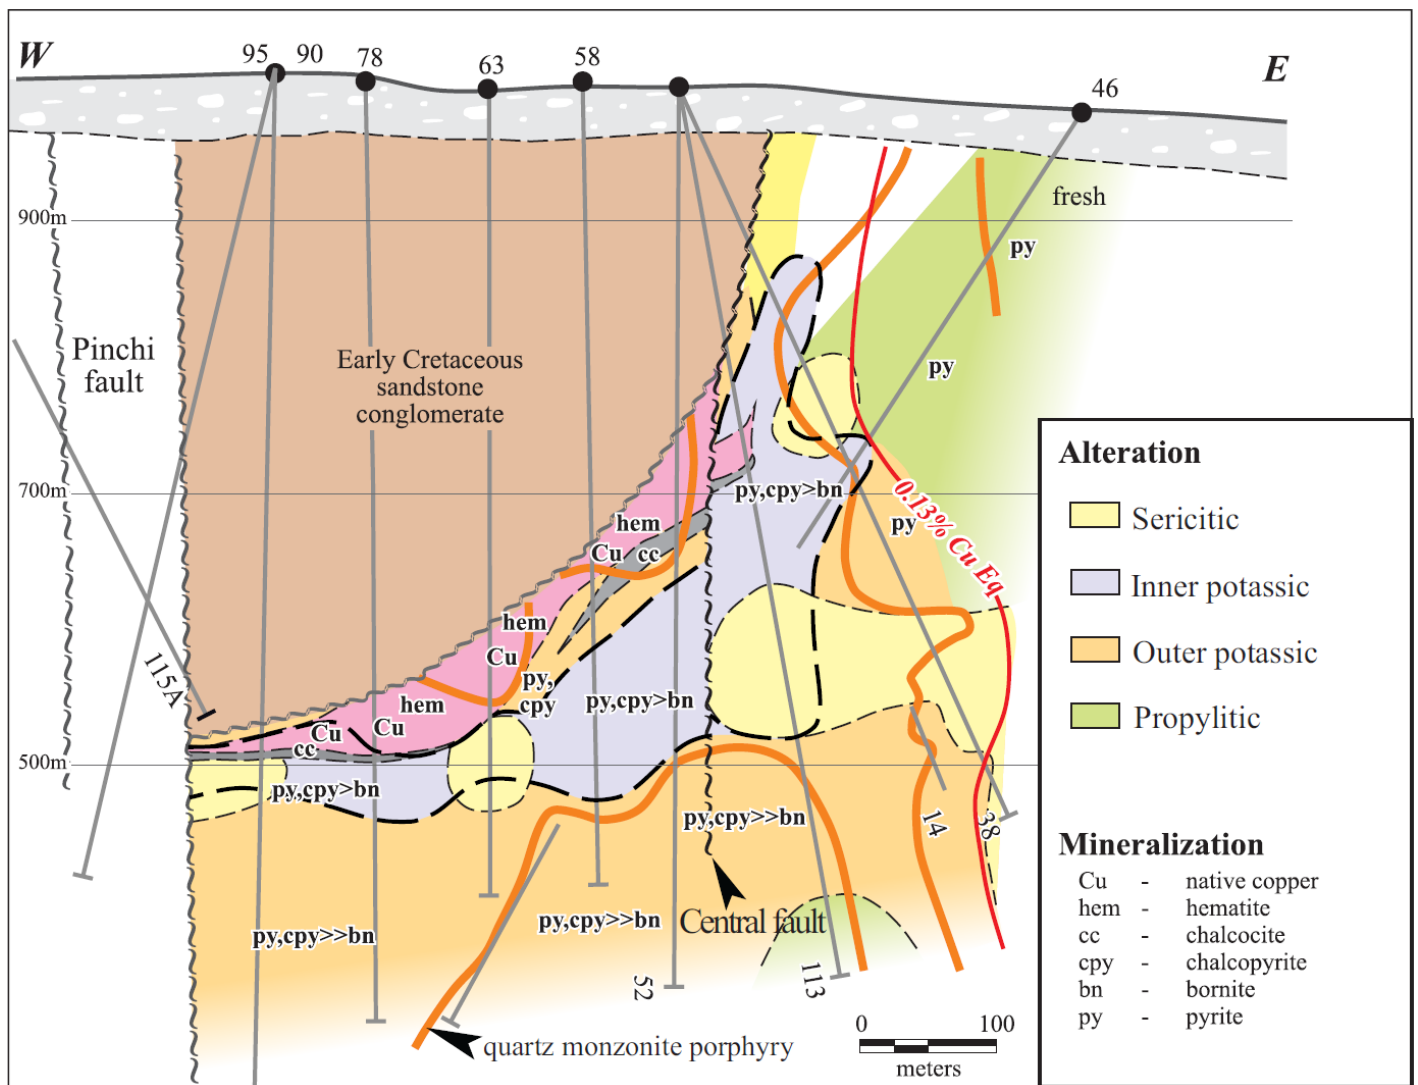 W
E
95
90
78
63
58
46
900m
fresh
py
Pinchi
fault
Early Cretaceous
sandstone
conglomerate
py
700m
py,cpy>bn
0.13% Cu Eq
hem
py
Cu
cc
hem
Cu
115A
py,
cpy
py,cpy>bn
hem
Cu
Cu
cc
500m
py,cpy>bn
py,cpy>>bn
14
38
py,cpy>>bn
py,cpy>>bn
Central fault
52
113
quartz monzonite porphyry
0
100
meters
Alteration
Sericitic
Inner potassic
Outer potassic
Propylitic
Mineralization
Cu - native copper
hem - hematite
cc - chalcocite
cpy - chalcopyrite
bn - bornite
py - pyrite